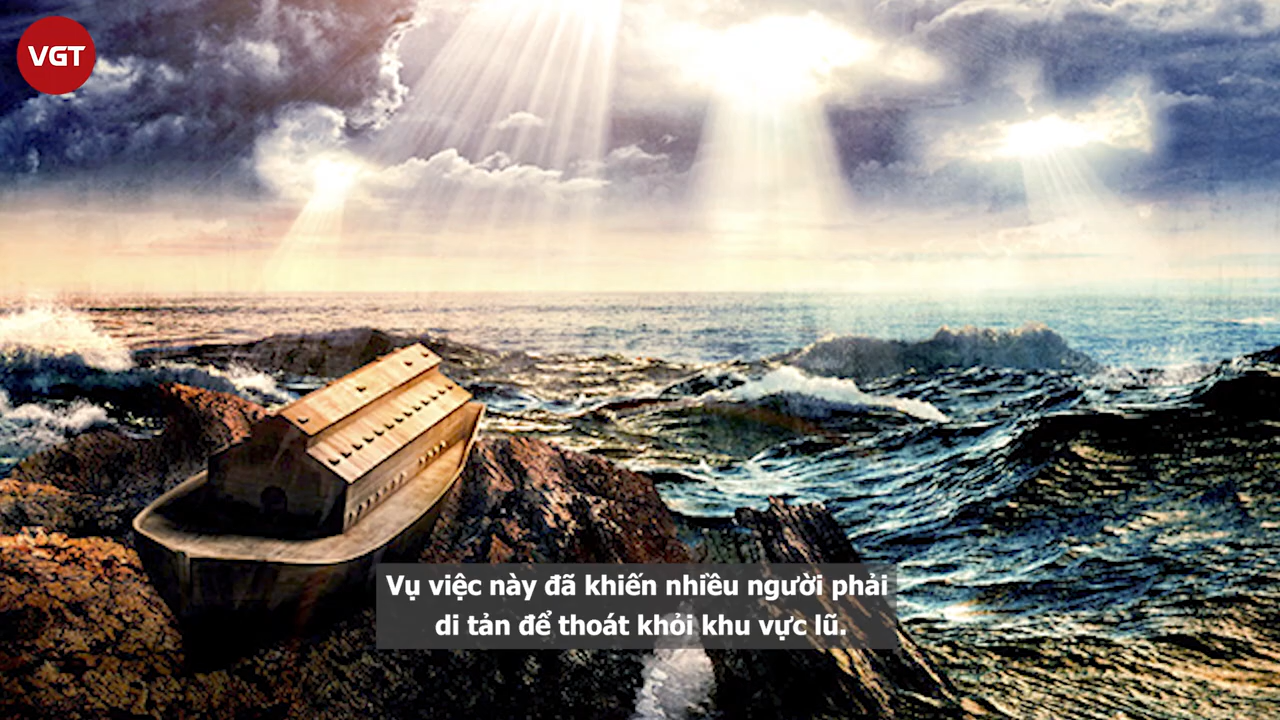 VGT
Vụ việc này đã khiến nhiều người phải
di tản để thoát khỏi khu vực lũ.